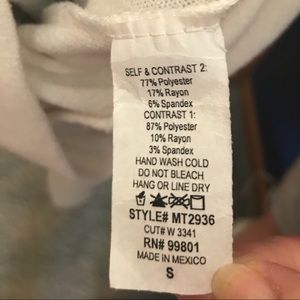 SELF & CONTRAST 2:
77% Polyester
17% Rayon
6% Spandex
CONTRAST 1:
87% Polyester
10% Rayon
3% Spandex
HAND WASH COLD
DO NOT BLEACH
HANG OR LINE DRY
STYLE# MT2936
CUT# W 3341
RN# 99801
MADE IN MEXICO
S